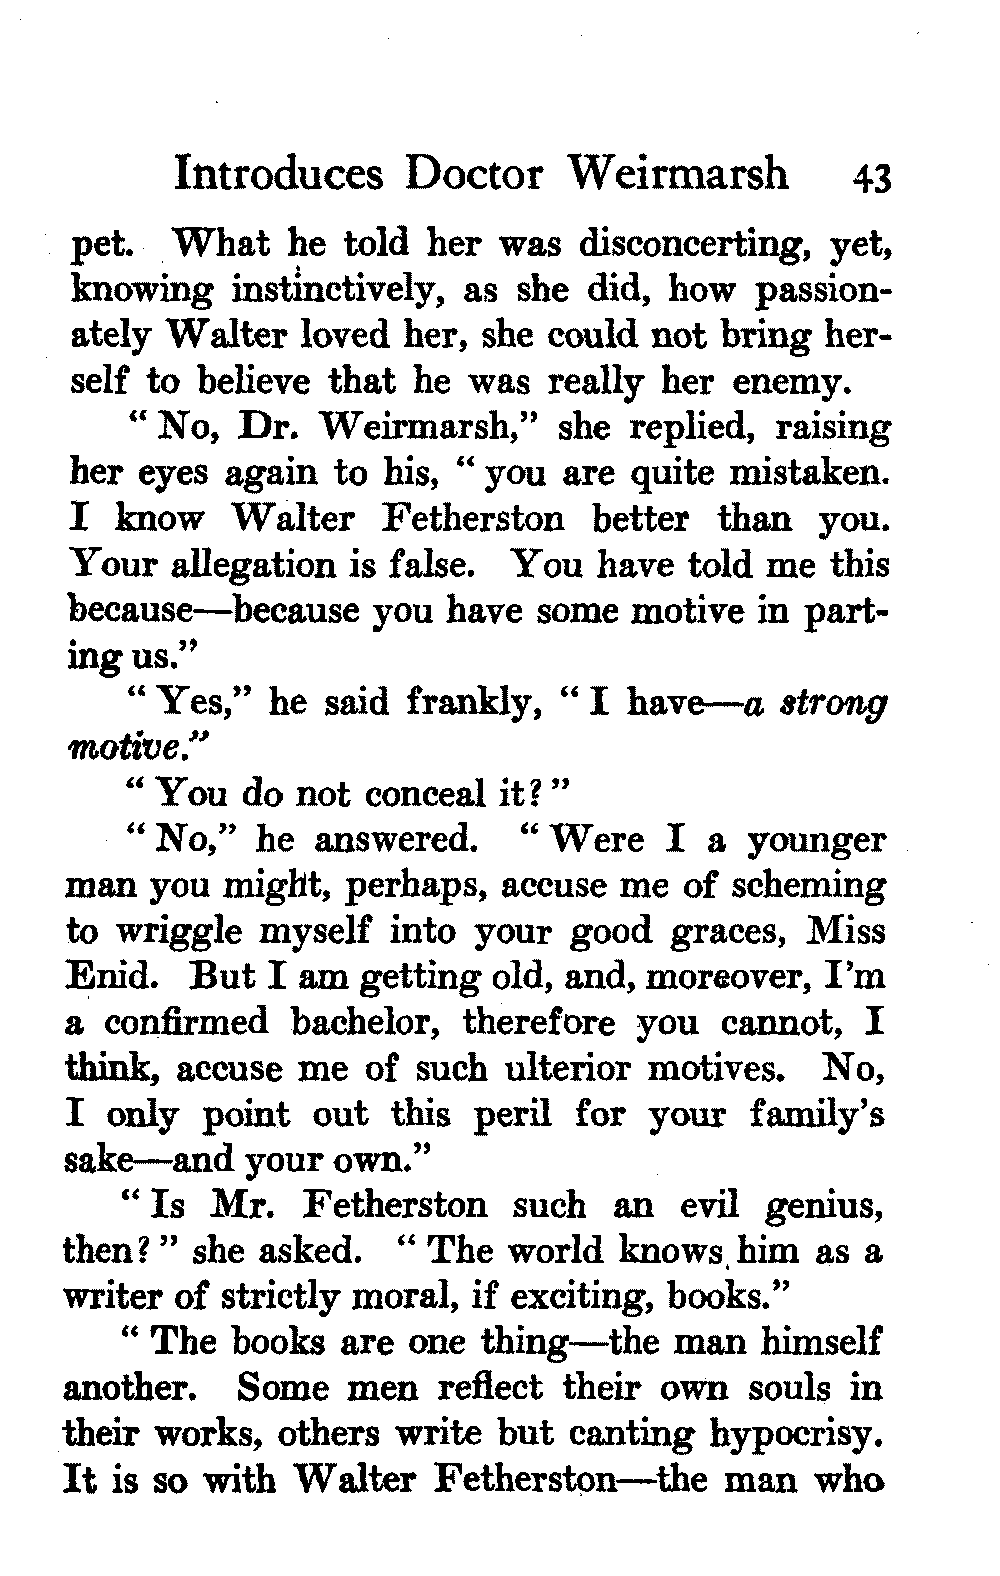 Introduces Doctor Weirmarsh 43
pet. What he told her was disconcerting, yet,
knowing instinctively, as she did, how passion-
ately Walter loved her, she could not bring her-
self to believe that he was really her enemy.
“ No, Dr. Weirmarsh,” she replied, raising
her eyes again to his, “ you are quite mistaken.
I know Walter Fetherston better than you.
Your allegation is false. You have told me this
because—because you have some motive in part-
ing us.”
“ Yes,” he said frankly, “ I have—a strong
motive.”
“ You do not conceal it? ”
“ No,” he answered. “ Were I a younger
man you might, perhaps, accuse me of scheming
to wriggle myself into your good graces, Miss
Enid. But I am getting old, and, moreover, I’m
a confirmed bachelor, therefore you cannot, I
think, accuse me of such ulterior motives. No,
I only point out this peril for your family’s
sake—and your own.”
“ Is Mr. Fetherston such an evil genius,
then? ” she asked. “ The world knows him as a
writer of strictly moral, if exciting, books.”
“ The books are one thing—the man himself
another. Some men reflect their own souls in
their works, others write but canting hypocrisy.
It is so with Walter Fetherston—the man who